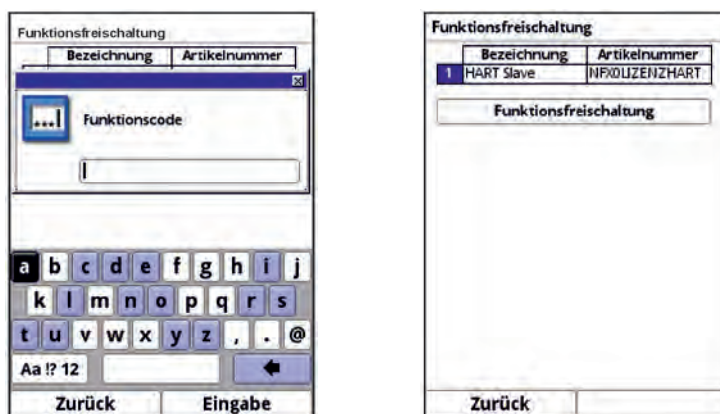 Funktionsfreischaltung
Bezeichnung Artikelnummer
Funktionscode
a b c d e f g h i j
k l m n o p q r s
t u v w x y z , . @
Aa !? 12
Zurück Eingabe
Funktionsfreischaltung
Bezeichnung Artikelnummer
1 HART Slave NFX0LIZENZHART
Funktionsfreischaltung
Zurück